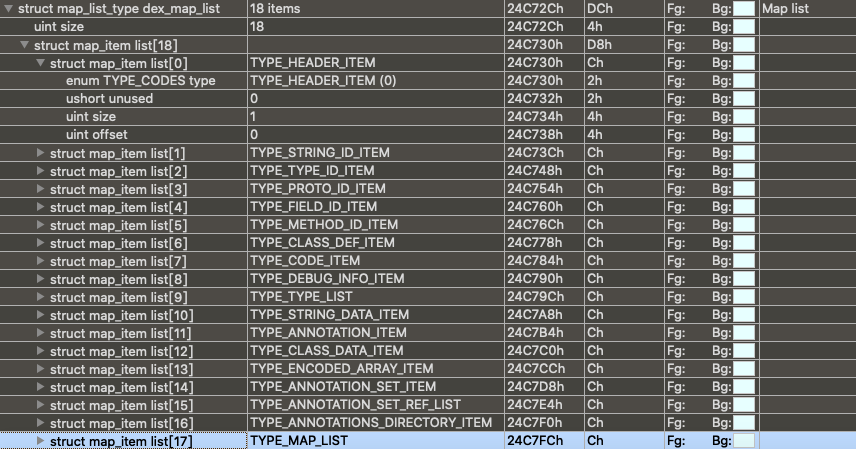 struct map_list_type dex_map_list 18 items 24C72Ch DCh Fg: Bg: Map list
uint size 18 24C72Ch 4h Fg: Bg:
struct map_item list[18] 24C730h D8h Fg: Bg:
struct map_item list[0] TYPE_HEADER_ITEM 24C730h Ch Fg: Bg:
enum TYPE_CODES type TYPE_HEADER_ITEM (0) 24C730h 2h Fg: Bg:
ushort unused 0 24C732h 2h Fg: Bg:
uint size 1 24C734h 4h Fg: Bg:
uint offset 0 24C738h 4h Fg: Bg:
struct map_item list[1] TYPE_STRING_ID_ITEM 24C73Ch Ch Fg: Bg:
struct map_item list[2] TYPE_TYPE_ID_ITEM 24C748h Ch Fg: Bg:
struct map_item list[3] TYPE_PROTO_ID_ITEM 24C754h Ch Fg: Bg:
struct map_item list[4] TYPE_FIELD_ID_ITEM 24C760h Ch Fg: Bg:
struct map_item list[5] TYPE_METHOD_ID_ITEM 24C76Ch Ch Fg: Bg:
struct map_item list[6] TYPE_CLASS_DEF_ITEM 24C778h Ch Fg: Bg:
struct map_item list[7] TYPE_CODE_ITEM 24C784h Ch Fg: Bg:
struct map_item list[8] TYPE_DEBUG_INFO_ITEM 24C790h Ch Fg: Bg:
struct map_item list[9] TYPE_TYPE_LIST 24C79Ch Ch Fg: Bg:
struct map_item list[10] TYPE_STRING_DATA_ITEM 24C7A8h Ch Fg: Bg:
struct map_item list[11] TYPE_ANNOTATION_ITEM 24C7B4h Ch Fg: Bg:
struct map_item list[12] TYPE_CLASS_DATA_ITEM 24C7C0h Ch Fg: Bg:
struct map_item list[13] TYPE_ENCODED_ARRAY_ITEM 24C7CCh Ch Fg: Bg:
struct map_item list[14] TYPE_ANNOTATION_SET_ITEM 24C7D8h Ch Fg: Bg:
struct map_item list[15] TYPE_ANNOTATION_SET_REF_LIST 24C7E4h Ch Fg: Bg:
struct map_item list[16] TYPE_ANNOTATIONS_DIRECTORY_ITEM 24C7F0h Ch Fg: Bg:
struct map_item list[17] TYPE_MAP_LIST 24C7FCh Ch Fg: Bg: